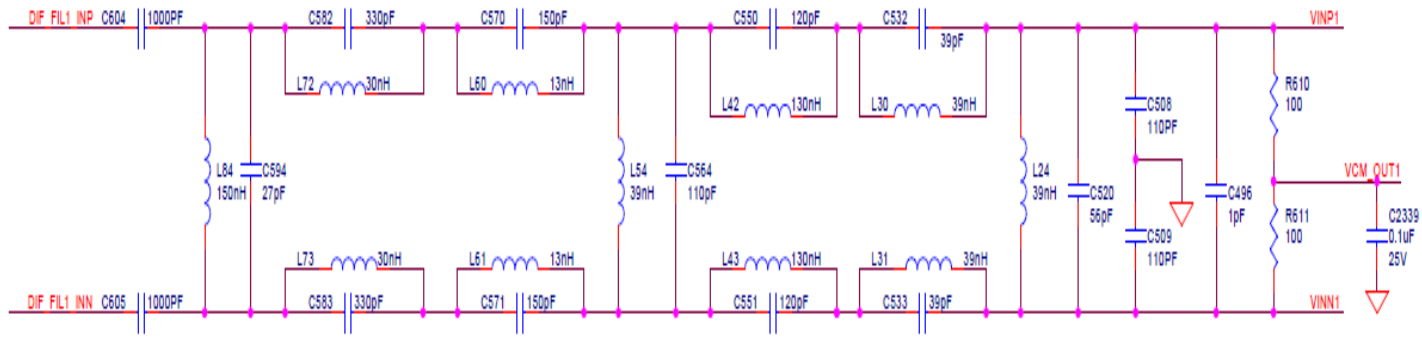 DIF_FIL1_INP C604 1000PF C582 330pF C570 150pF C550 120pF C532 39pF VINP1
L72 30nH L60 13nH L42 130nH L30 39nH
R610
100
C508
110PF
L84
150nH
C594
27pF
L54
39nH
C564
110pF
L24
39nH
C520
56pF
C496
1pF
VCM_OUT1
C509
110PF
R611
100
C2339
0.1uF
25V
L73 30nH L61 13nH L43 130nH L31 39nH
DIF_FIL1_INN C605 1000PF C583 330pF C571 150pF C551 120pF C533 39pF VINN1